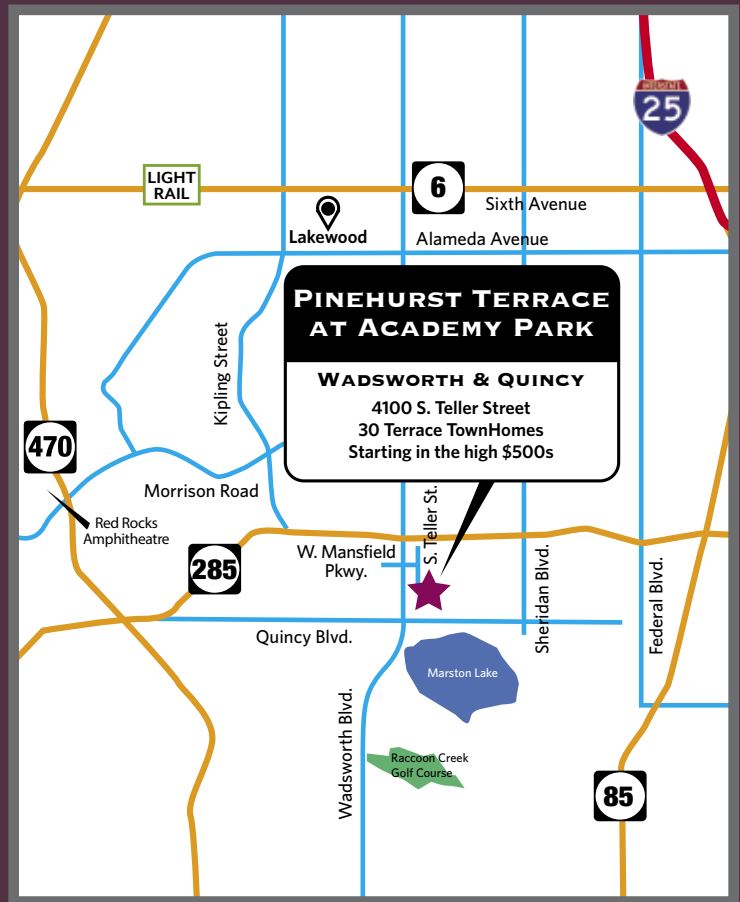 INTERSTATE
25
LIGHT
RAIL
6
Sixth Avenue
Lakewood
Alameda Avenue
PINEHURST TERRACE
AT ACADEMY PARK
WADSWORTH & QUINCY
4100 S. Teller Street
30 Terrace TownHomes
Starting in the high $500s
Kipling Street
470
Morrison Road
Red Rocks
Amphitheatre
285
W. Mansfield
Pkwy.
S. Teller St.
Sheridan Blvd.
Federal Blvd.
Quincy Blvd.
Marston Lake
Wadsworth Blvd.
Raccoon Creek
Golf Course
85